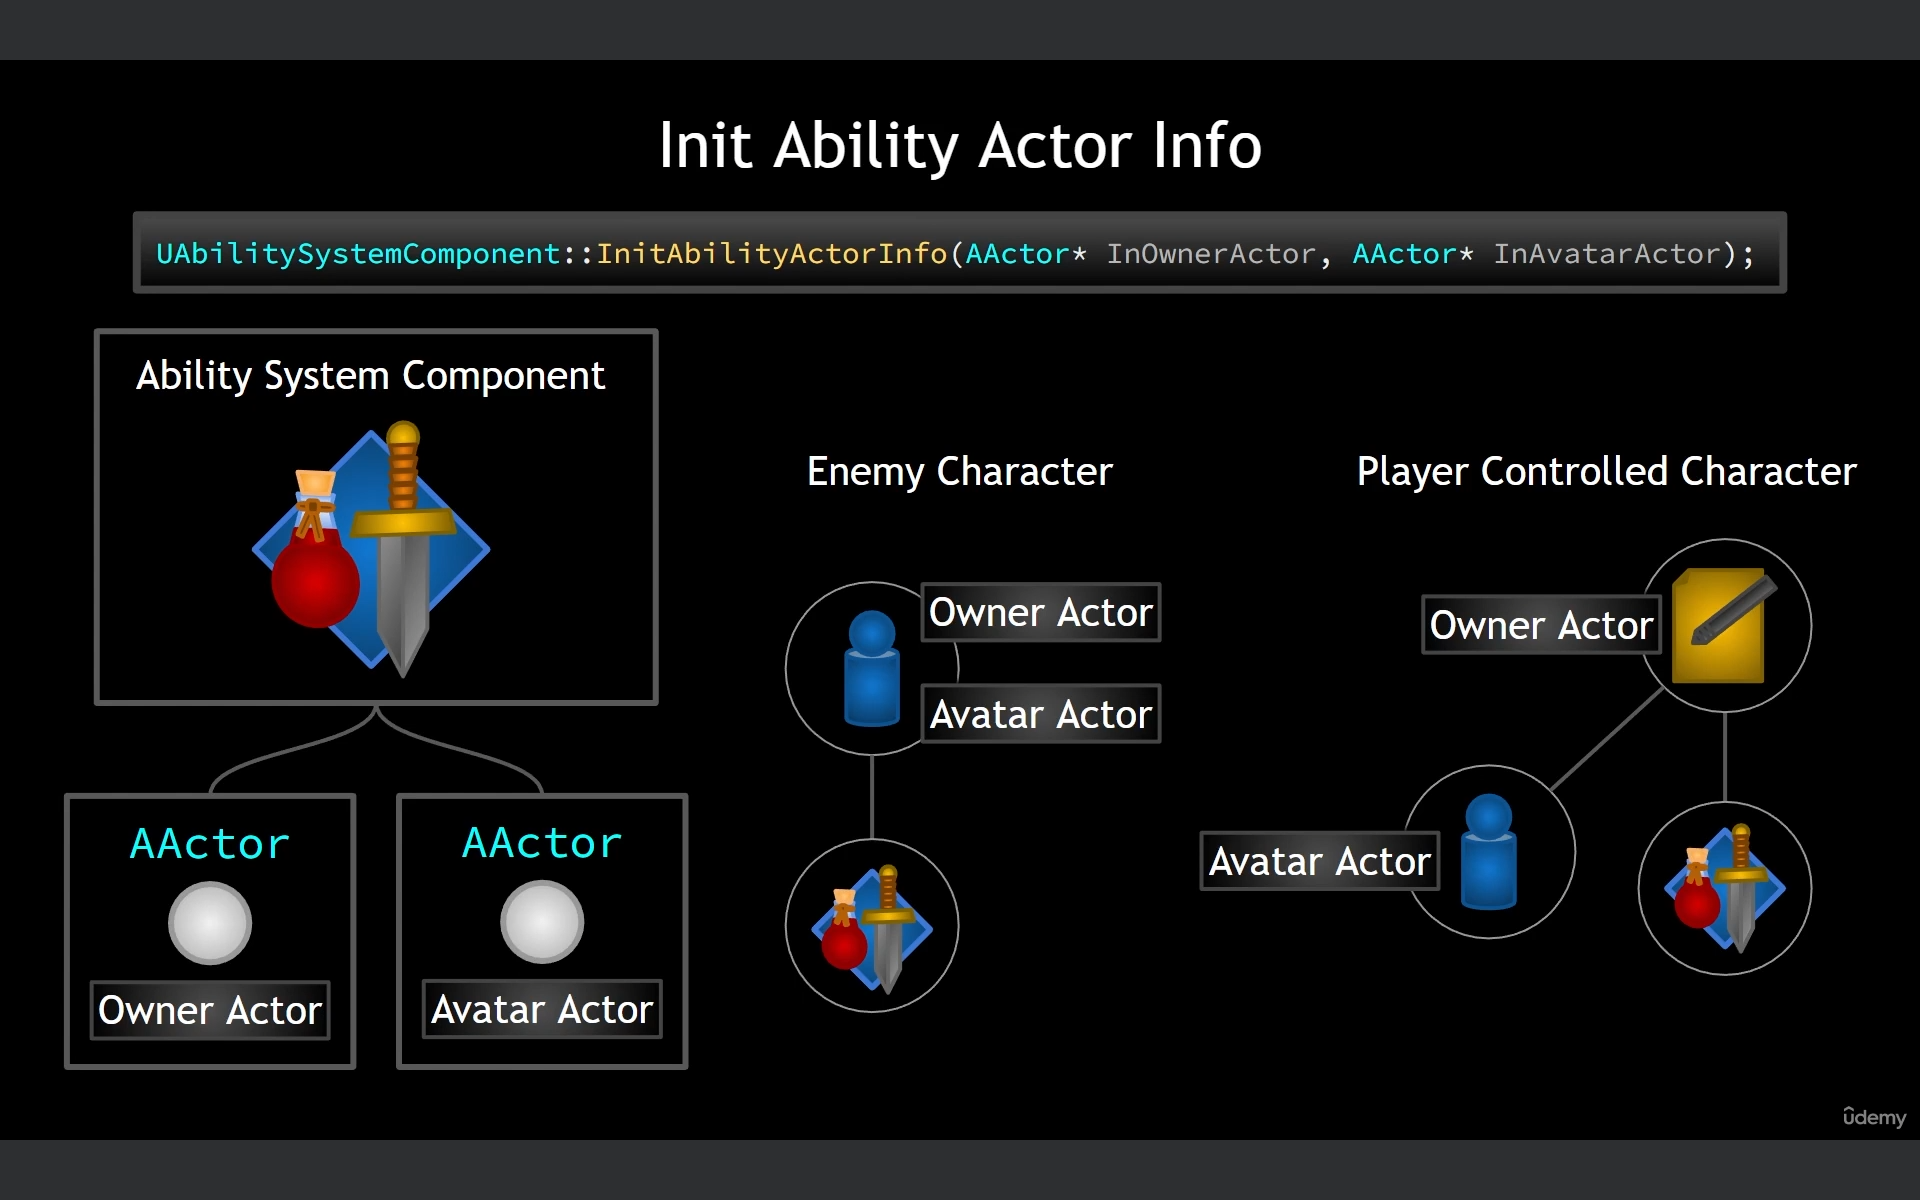 Init Ability Actor Info
UAbilitySystemComponent::InitAbilityActorInfo(AActor* InOwnerActor, AActor* InAvatarActor);
Ability System Component
AActor
Owner Actor
AActor
Avatar Actor
Enemy Character
Owner Actor
Avatar Actor
Player Controlled Character
Owner Actor
Avatar Actor
ûdemy